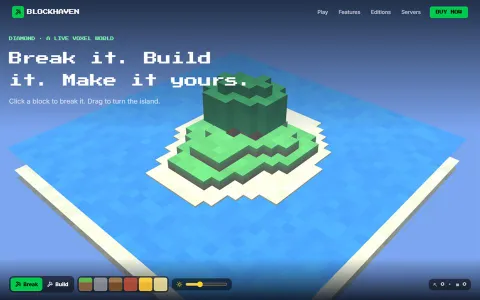 BLOCKHAVEN
Play Features Editions Servers BUY NOW
DIAMOND · A LIVE VOXEL WORLD
Break it. Build
it. Make it yours.
Click a block to break it. Drag to turn the island.
Break Build